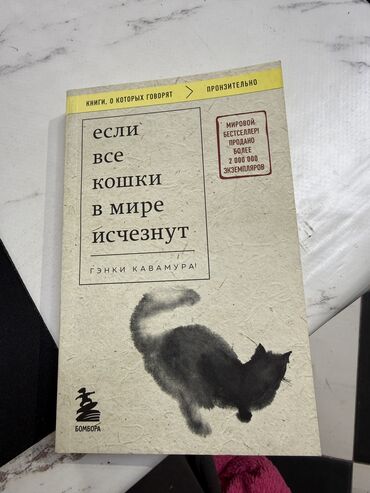 КНИГИ, О КОТОРЫХ ГОВОРЯТ > ПРОНЗИТЕЛЬНО
если
все
кошки
в мире
исчезнут
ГЭНКИ КАВАМУРА
МИРОВОЙ
БЕСТСЕЛЛЕР!
ПРОДАНО
БОЛЕЕ
2 000 000
ЭКЗЕМПЛЯРОВ
БОМБОРА